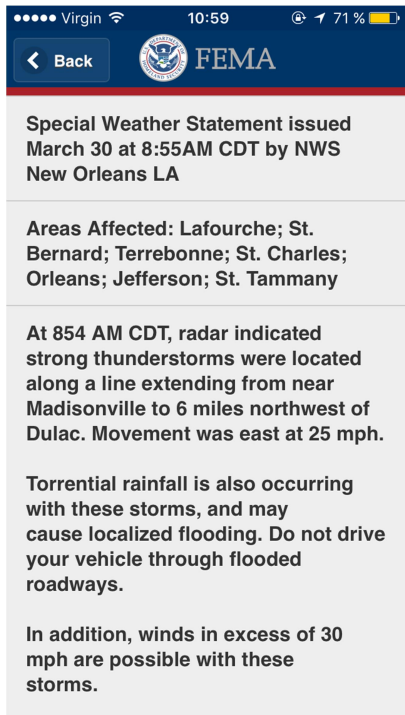 Virgin 10:59 71 %
Back FEMA
Special Weather Statement issued
March 30 at 8:55AM CDT by NWS
New Orleans LA
Areas Affected: Lafourche; St.
Bernard; Terrebonne; St. Charles;
Orleans; Jefferson; St. Tammany
At 854 AM CDT, radar indicated
strong thunderstorms were located
along a line extending from near
Madisonville to 6 miles northwest of
Dulac. Movement was east at 25 mph.
Torrential rainfall is also occurring
with these storms, and may
cause localized flooding. Do not drive
your vehicle through flooded
roadways.
In addition, winds in excess of 30
mph are possible with these
storms.